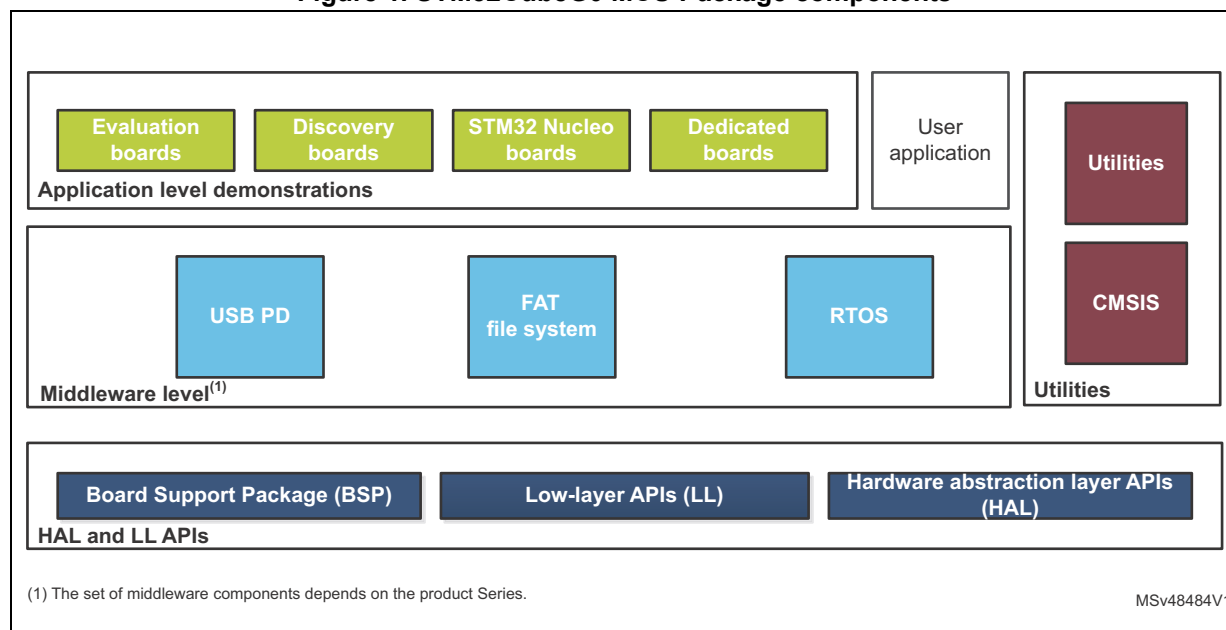 Evaluation
boards
Discovery
boards
STM32 Nucleo
boards
Dedicated
boards
Application level demonstrations
User
application
Utilities
CMSIS
Utilities
USB PD
FAT
file system
RTOS
Middleware level(1)
Board Support Package (BSP)
Low-layer APIs (LL)
Hardware abstraction layer APIs
(HAL)
HAL and LL APIs
(1) The set of middleware components depends on the product Series.
MSv48484V1